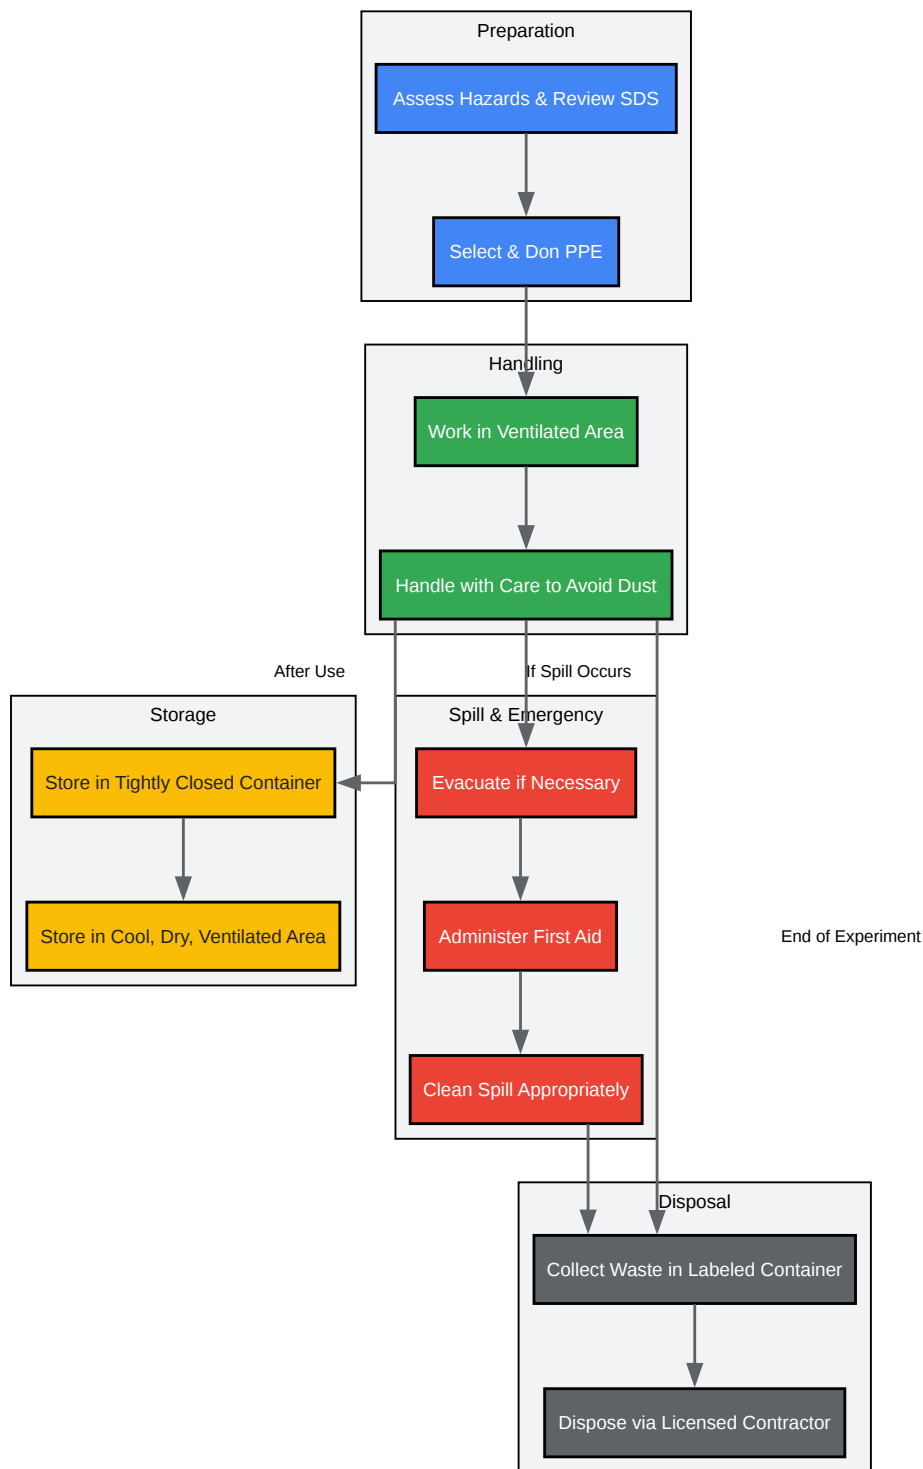 Preparation
Assess Hazards & Review SDS
Select & Don PPE
Handling
Work in Ventilated Area
Handle with Care to Avoid Dust
After Use
If Spill Occurs
Storage
Spill & Emergency
Store in Tightly Closed Container
Evacuate if Necessary
Store in Cool, Dry, Ventilated Area
Administer First Aid
End of Experiment
Clean Spill Appropriately
Disposal
Collect Waste in Labeled Container
Dispose via Licensed Contractor